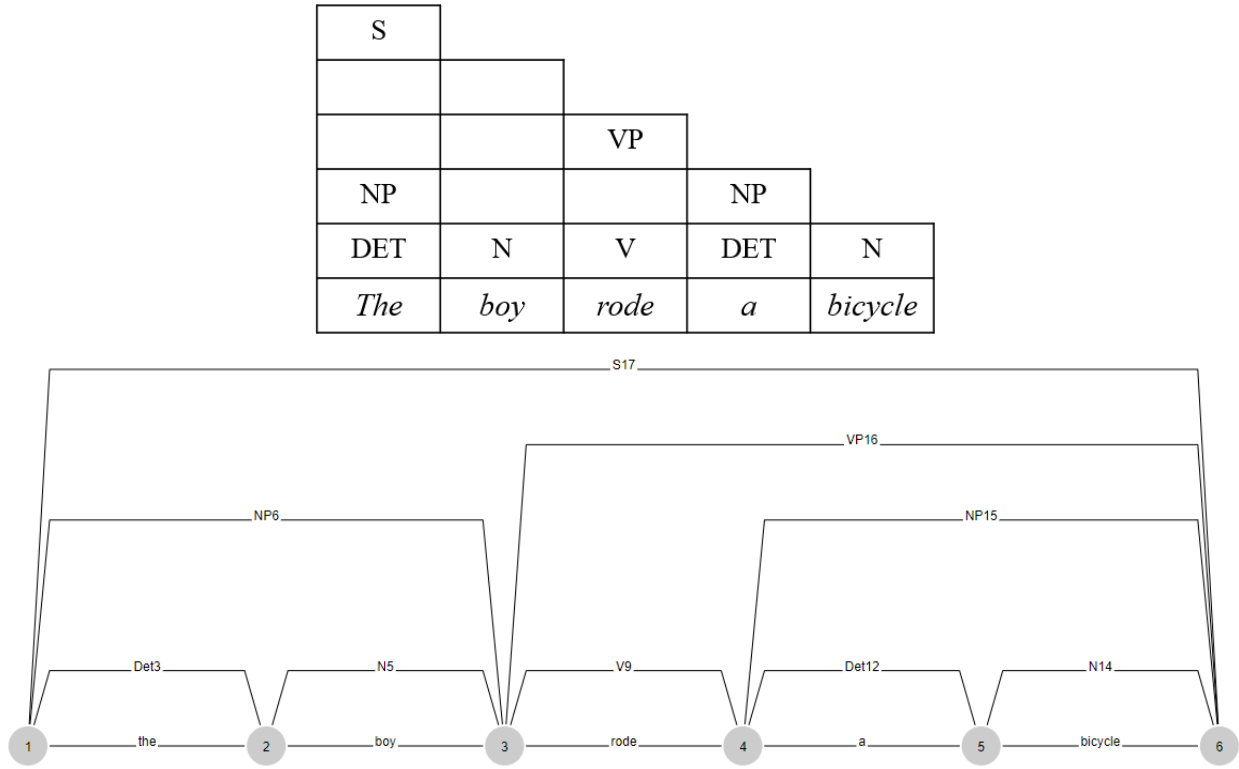 S
VP
NP NP
DET N V DET N
The boy rode a bicycle
S17
VP16
NP6 NP15
Det3 N5 V9 Det12 N14
1 the 2 boy 3 rode 4 a 5 bicycle 6